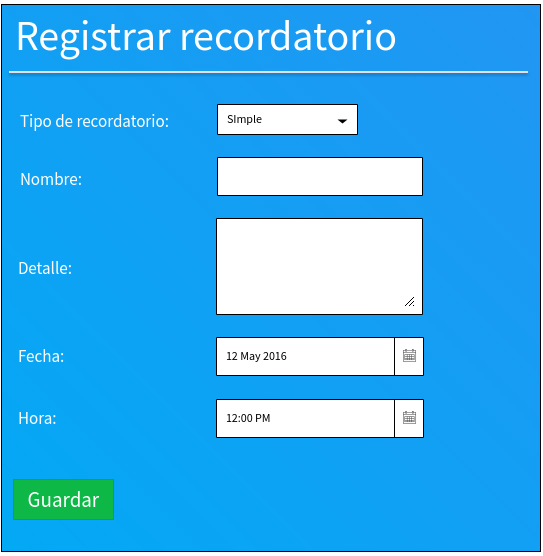 Registrar recordatorio
Tipo de recordatorio: SImple
Nombre:
Detalle:
Fecha: 12 May 2016
Hora: 12:00 PM
Guardar